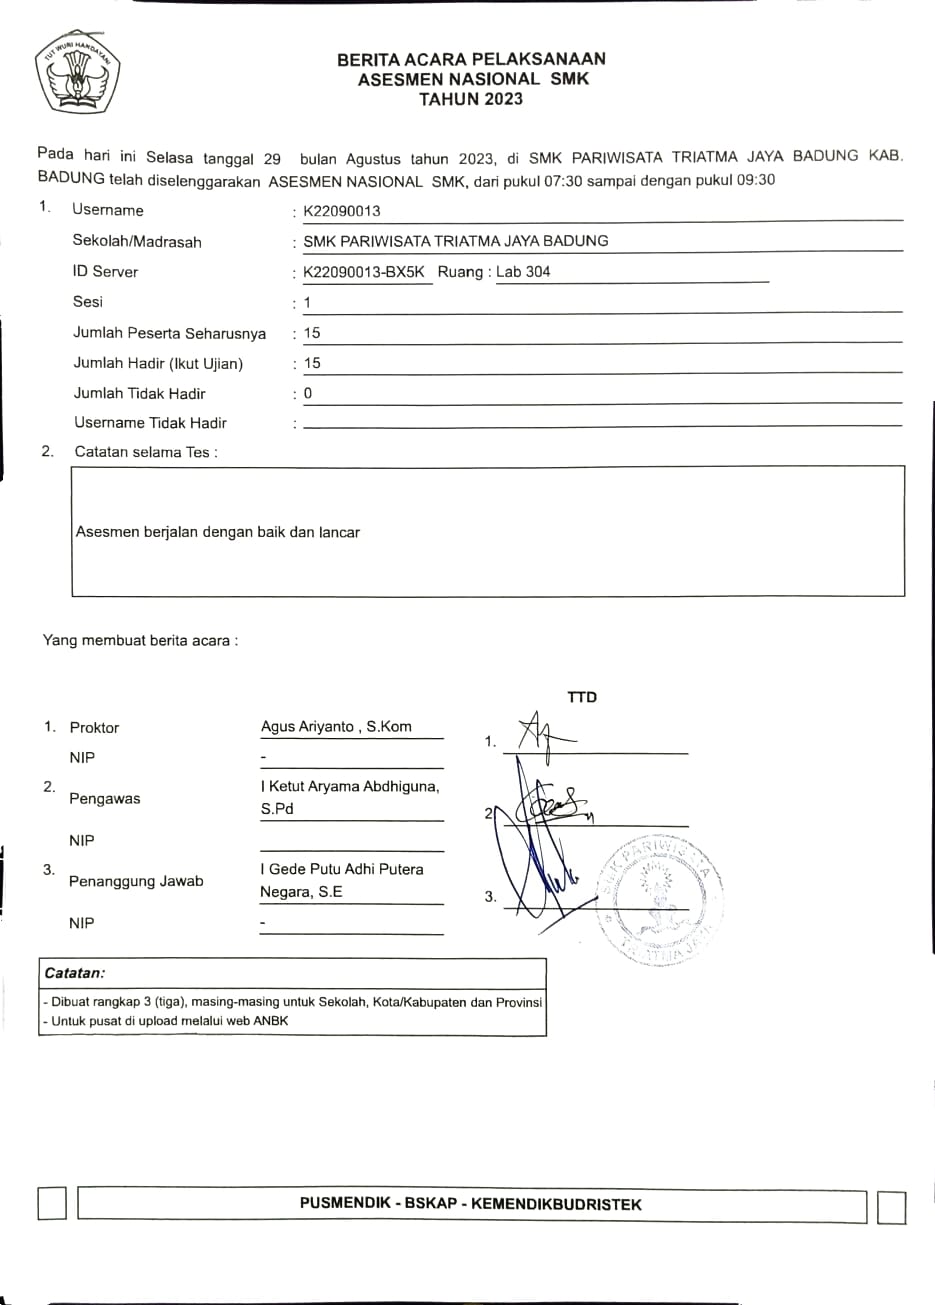 TUT WURI HANDAYANI
BERITA ACARA PELAKSANAAN
ASESMEN NASIONAL SMK
TAHUN 2023
Pada hari ini Selasa tanggal 29 bulan Agustus tahun 2023, di SMK PARIWISATA TRIATMA JAYA BADUNG KAB.
BADUNG telah diselenggarakan ASESMEN NASIONAL SMK, dari pukul 07:30 sampai dengan pukul 09:30
1. Username : K22090013
Sekolah/Madrasah : SMK PARIWISATA TRIATMA JAYA BADUNG
ID Server : K22090013-BX5K Ruang : Lab 304
Sesi : 1
Jumlah Peserta Seharusnya : 15
Jumlah Hadir (Ikut Ujian) : 15
Jumlah Tidak Hadir : 0
Username Tidak Hadir :
2. Catatan selama Tes :
Asesmen berjalan dengan baik dan lancar
Yang membuat berita acara :
TTD
1. Proktor Agus Ariyanto , S.Kom 1.
NIP -
2. Pengawas I Ketut Aryama Abdhiguna,
S.Pd 2
NIP
3. Penanggung Jawab I Gede Putu Adhi Putera
Negara, S.E 3.
NIP -
SMK PARIWISATA
TRIATMA JAYA
Catatan:
- Dibuat rangkap 3 (tiga), masing-masing untuk Sekolah, Kota/Kabupaten dan Provinsi
- Untuk pusat di upload melalui web ANBK
PUSMENDIK - BSKAP - KEMENDIKBUDRISTEK